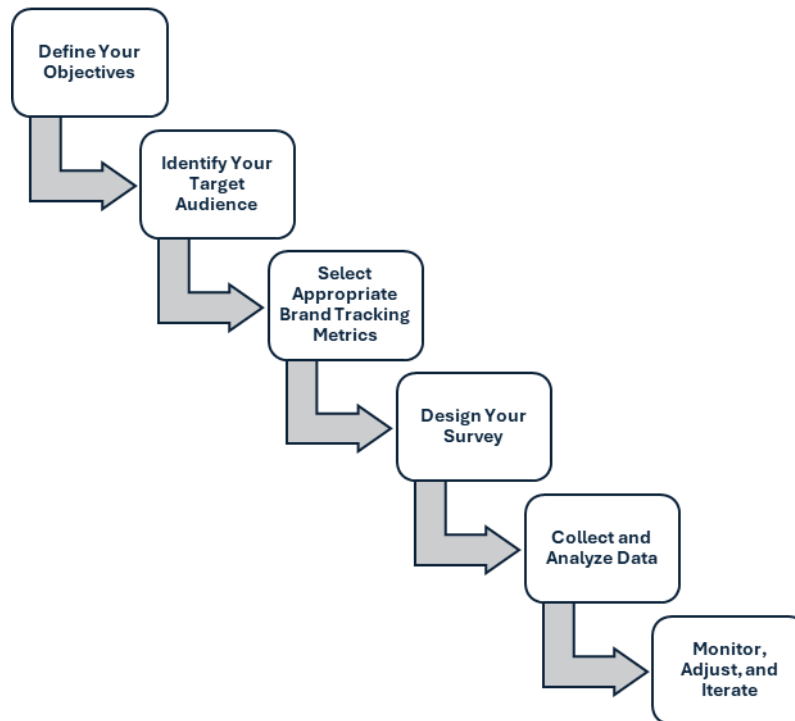 Define Your
Objectives
Identify Your
Target
Audience
Select
Appropriate
Brand Tracking
Metrics
Design Your
Survey
Collect and
Analyze Data
Monitor,
Adjust, and
Iterate